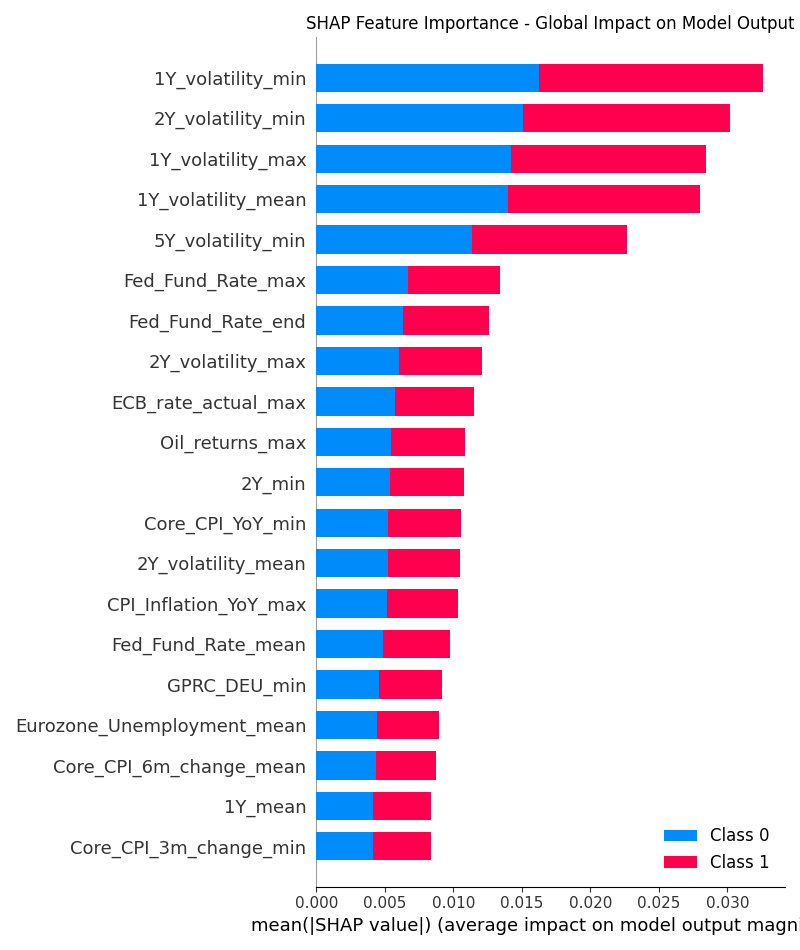 SHAP Feature Importance - Global Impact on Model Output
1Y_volatility_min
2Y_volatility_min
1Y_volatility_max
1Y_volatility_mean
5Y_volatility_min
Fed_Fund_Rate_max
Fed_Fund_Rate_end
2Y_volatility_max
ECB_rate_actual_max
Oil_returns_max
2Y_min
Core_CPI_YoY_min
2Y_volatility_mean
CPI_Inflation_YoY_max
Fed_Fund_Rate_mean
GPRC_DEU_min
Eurozone_Unemployment_mean
Core_CPI_6m_change_mean
1Y_mean
Core_CPI_3m_change_min
Class 0
Class 1
0.000 0.005 0.010 0.015 0.020 0.025 0.030
mean(|SHAP value|) (average impact on model output magni